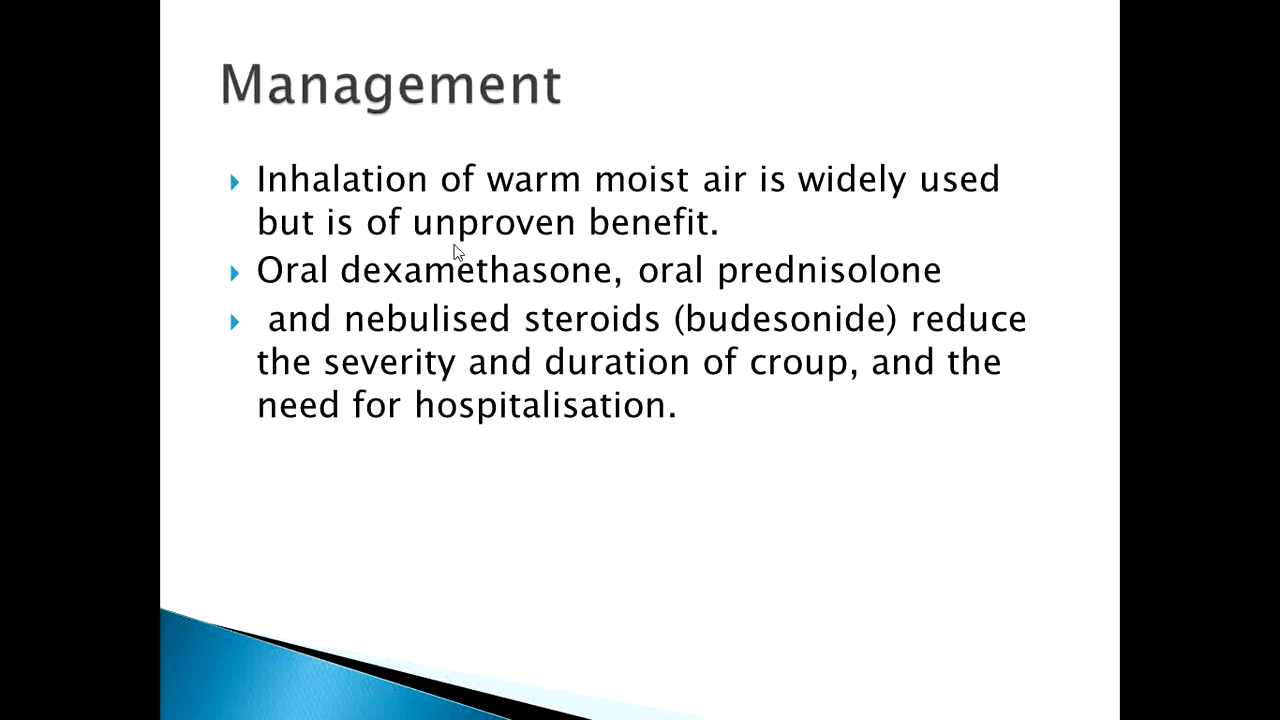 Management
Inhalation of warm moist air is widely used
but is of unproven benefit.
Oral dexamethasone, oral prednisolone
and nebulised steroids (budesonide) reduce
the severity and duration of croup, and the
need for hospitalisation.